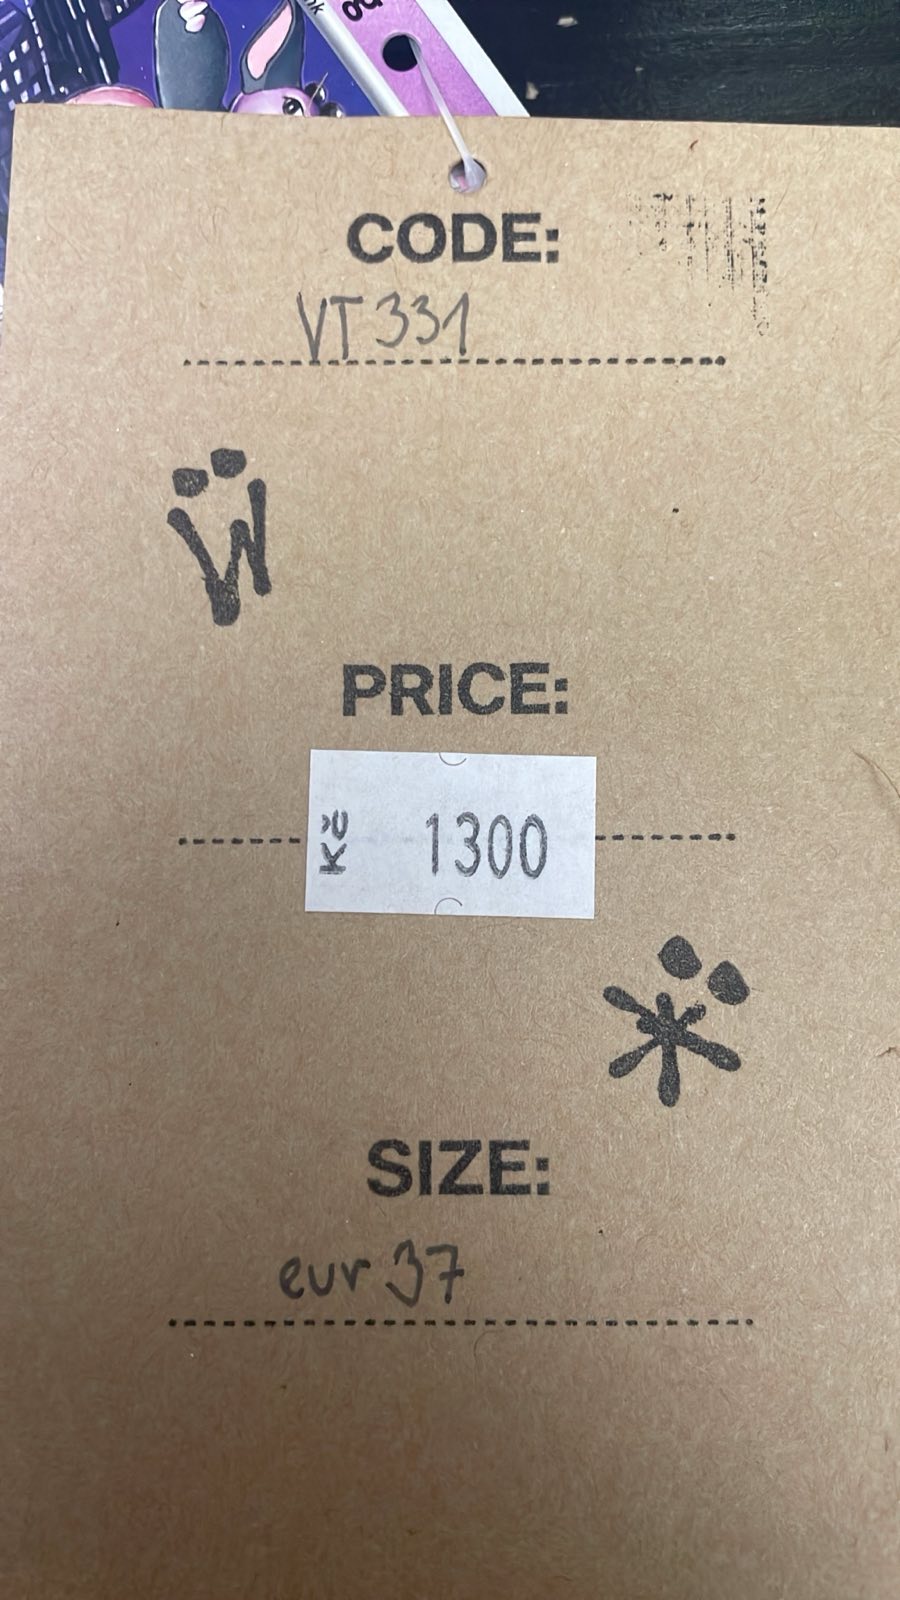 CODE:
VT331
Ẅ
PRICE:
Kč 1300
SIZE:
eur 37